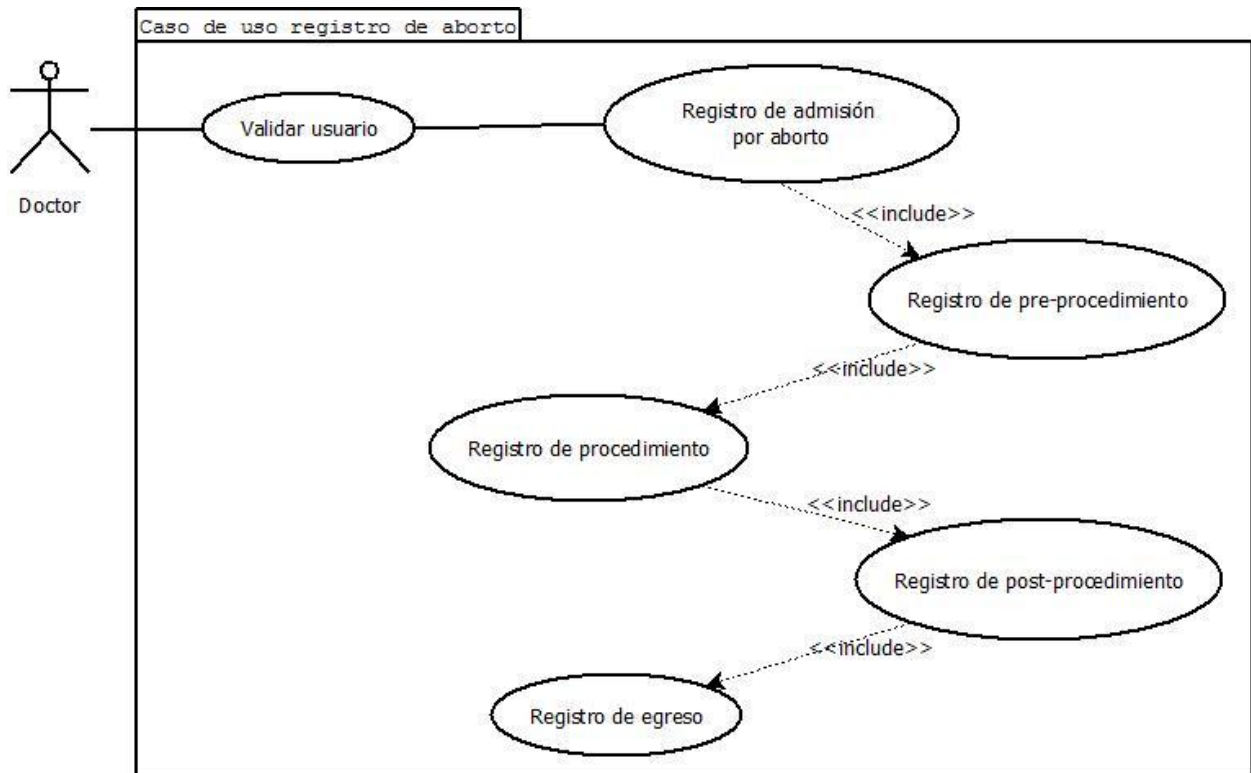 Caso de uso registro de aborto
Validar usuario
Registro de admisión
por aborto
Doctor
<<include>>
Registro de pre-procedimiento
<<include>>
Registro de procedimiento
<<include>>
Registro de post-procedimiento
<<include>>
Registro de egreso